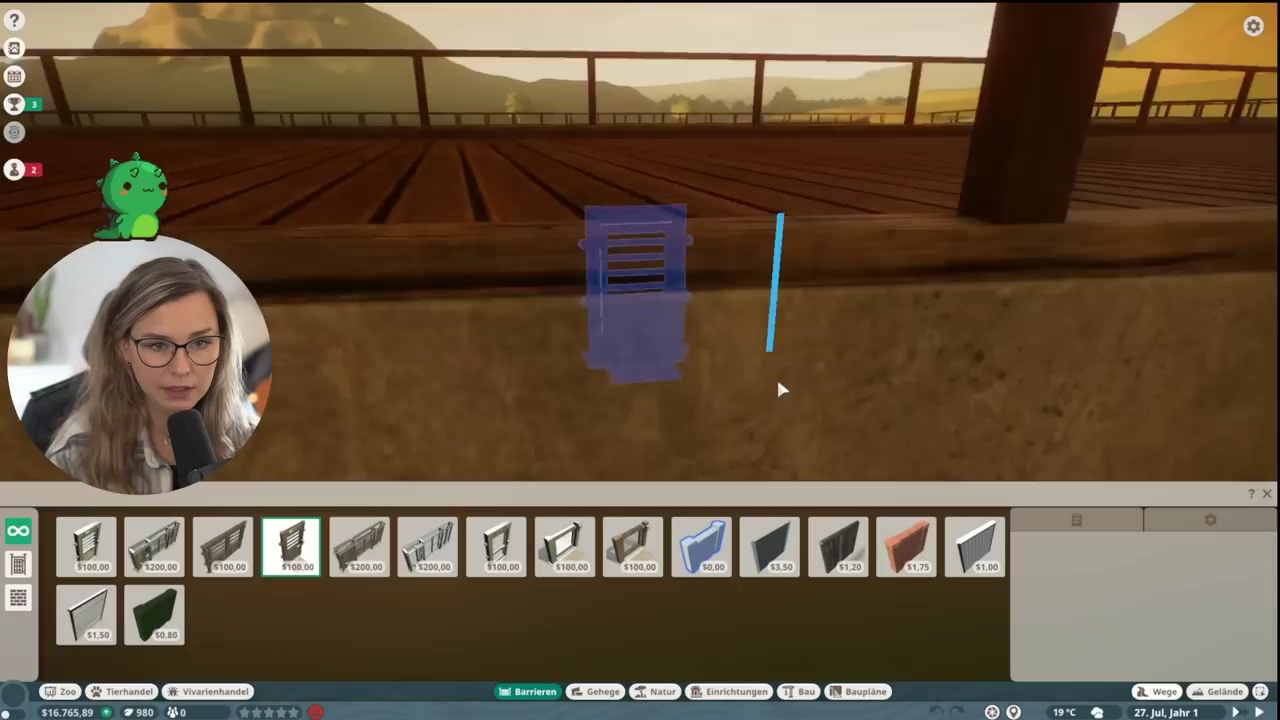 ?
3
2
? ×
$100,00 $200,00 $100,00 $100,00 $200,00 $200,00 $100,00 $100,00 $100,00 $0,00 $3,50 $1,20 $1,75 $1,00
$1,50 $0,80
Zoo Tierhandel Vivarienhandel Barrieren Gehege Natur Einrichtungen Bau Baupläne Wege Gelände
$16.765,89 980 0 19 °C 27. Jul, Jahr 1